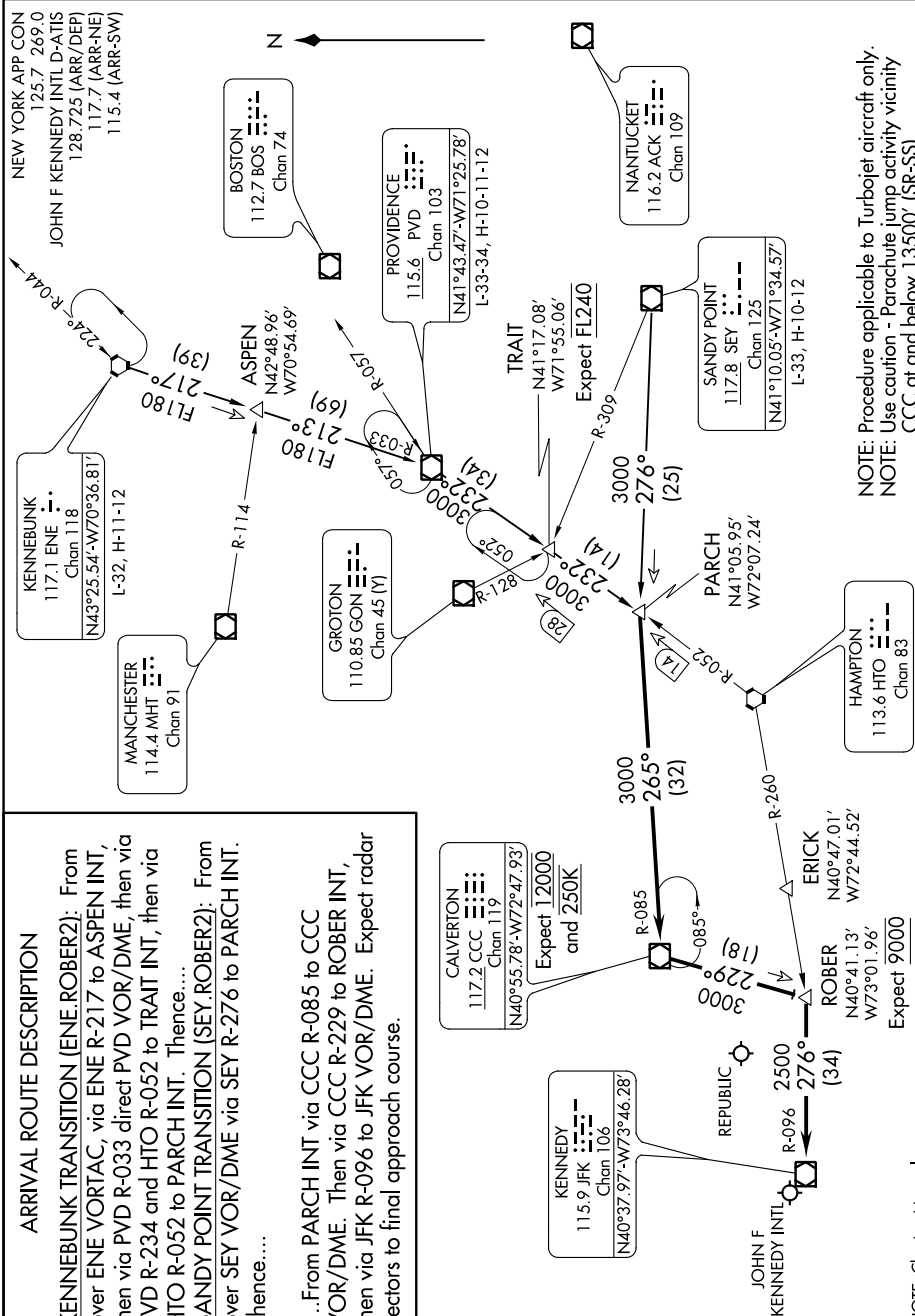 NEW YORK APP CON
125.7 269.0
JOHN F KENNEDY INTL D-ATIS
128.725 (ARR/DEP)
117.7 (ARR-NE)
115.4 (ARR-SW)
ARRIVAL ROUTE DESCRIPTION
KENNEBUNK TRANSITION (ENE.ROBER2): From
ver ENE VORTAC, via ENE R-217 to ASPEN INT,
hen via PVD R-033 direct PVD VOR/DME, then via
VD R-234 and HTO R-052 to TRAIT INT, then via
HTO R-052 to PARCH INT. Thence....
ANDY POINT TRANSITION (SEY.ROBER2): From
ver SEY VOR/DME via SEY R-276 to PARCH INT.
hence....
...From PARCH INT via CCC R-085 to CCC
VOR/DME. Then via CCC R-229 to ROBER INT,
hen via JFK R-096 to JFK VOR/DME. Expect radar
ectors to final approach course.
KENNEBUNK
117.1 ENE
Chan 118
N43°25.54'-W70°36.81'
L-32, H-11-12
224°
R-044
FL180
217°
(39)
MANCHESTER
114.4 MHT
Chan 91
R-114
ASPEN
N42°48.96'
W70°54.69'
FL180
213°
(69)
BOSTON
112.7 BOS
Chan 74
N
R-057
R-033
057°
PROVIDENCE
115.6 PVD
Chan 103
N41°43.47'-W71°25.78'
L-33-34, H-10-11-12
3000
232°
(34)
GROTON
110.85 GON
Chan 45 (Y)
R-128
052°
TRAIT
N41°17.08'
W71°55.06'
Expect FL240
R-309
NANTUCKET
116.2 ACK
Chan 109
SANDY POINT
117.8 SEY
Chan 125
N41°10.05'-W71°34.57'
L-33, H-10-12
3000
232°
(14)
28
3000
276°
(25)
PARCH
N41°05.95'
W72°07.24'
14
R-052
HAMPTON
113.6 HTO
Chan 83
3000
265°
(32)
R-260
CALVERTON
117.2 CCC
Chan 119
N40°55.78'-W72°47.93'
Expect 12000
and 250K
R-085
085°
3000
229°
(18)
ERICK
N40°47.01'
W72°44.52'
ROBER
N40°41.13'
W73°01.96'
Expect 9000
KENNEDY
115.9 JFK
Chan 106
N40°37.97'-W73°46.28'
REPUBLIC
R-096
2500
276°
(34)
JOHN F
KENNEDY INTL
NOTE: Procedure applicable to Turbojet aircraft only.
NOTE: Use caution - Parachute jump activity vicinity
CCC at and below 13500' (SR-SS)